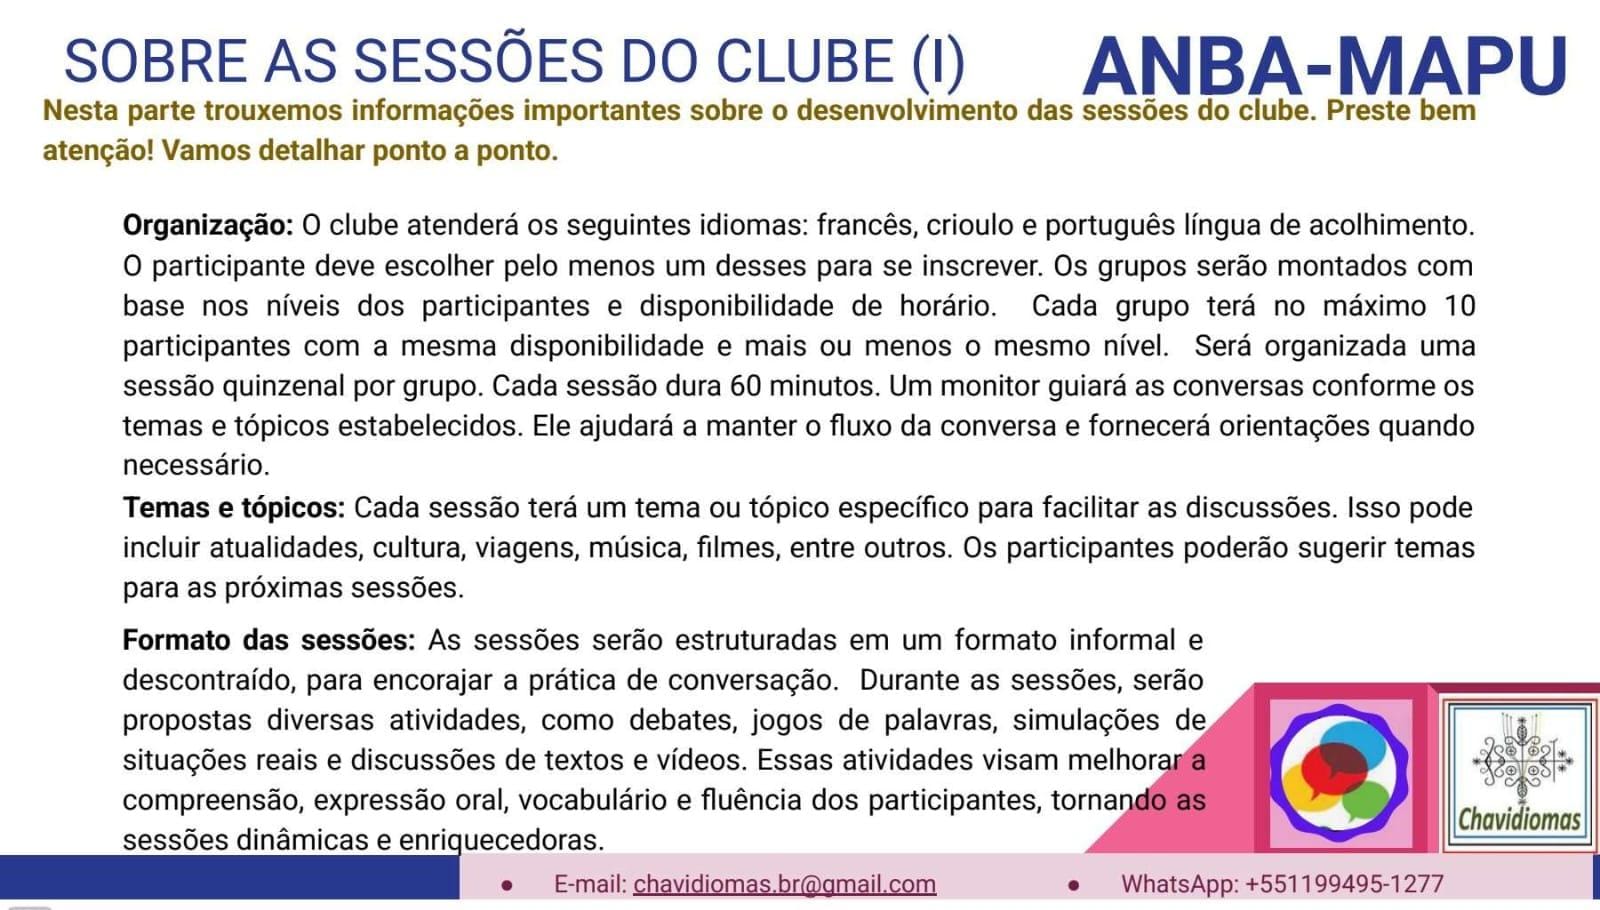 SOBRE AS SESSÕES DO CLUBE (I)
ANBA-MAPU
Nesta parte trouxemos informações importantes sobre o desenvolvimento das sessões do clube. Preste bem
atenção! Vamos detalhar ponto a ponto.
Organização: O clube atenderá os seguintes idiomas: francês, crioulo e português língua de acolhimento.
O participante deve escolher pelo menos um desses para se inscrever. Os grupos serão montados com
base nos níveis dos participantes e disponibilidade de horário. Cada grupo terá no máximo 10
participantes com a mesma disponibilidade e mais ou menos o mesmo nível. Será organizada uma
sessão quinzenal por grupo. Cada sessão dura 60 minutos. Um monitor guiará as conversas conforme os
temas e tópicos estabelecidos. Ele ajudará a manter o fluxo da conversa e fornecerá orientações quando
necessário.
Temas e tópicos: Cada sessão terá um tema ou tópico específico para facilitar as discussões. Isso pode
incluir atualidades, cultura, viagens, música, filmes, entre outros. Os participantes poderão sugerir temas
para as próximas sessões.
Formato das sessões: As sessões serão estruturadas em um formato informal e
descontraído, para encorajar a prática de conversação. Durante as sessões, serão
propostas diversas atividades, como debates, jogos de palavras, simulações de
situações reais e discussões de textos e vídeos. Essas atividades visam melhorar a
compreensão, expressão oral, vocabulário e fluência dos participantes, tornando as
sessões dinâmicas e enriquecedoras.
Chavidiomas
● E-mail: chavidiomas.br@gmail.com
● WhatsApp: +551199495-1277